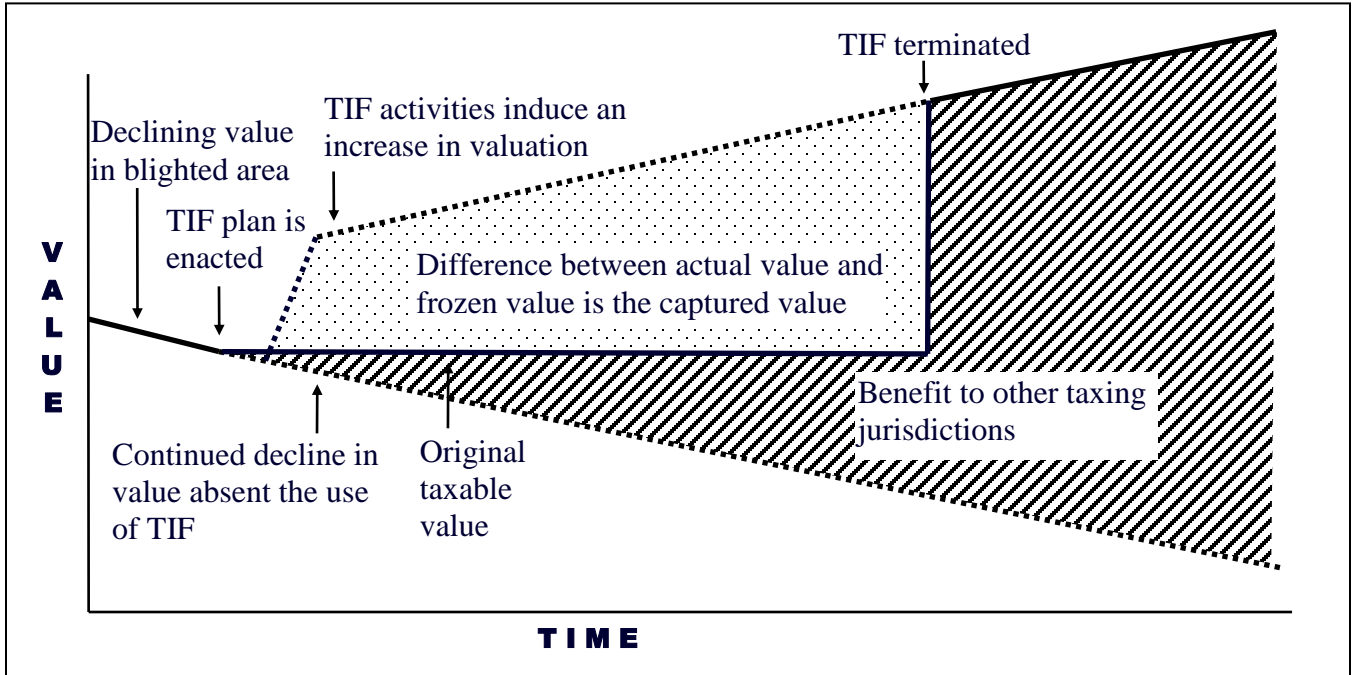 TIF terminated
TIF activities induce an
increase in valuation
Declining value
in blighted area
TIF plan is
enacted
VALUE
Difference between actual value and
frozen value is the captured value
Benefit to other taxing
jurisdictions
Continued decline in
value absent the use
of TIF
Original
taxable
value
TIME